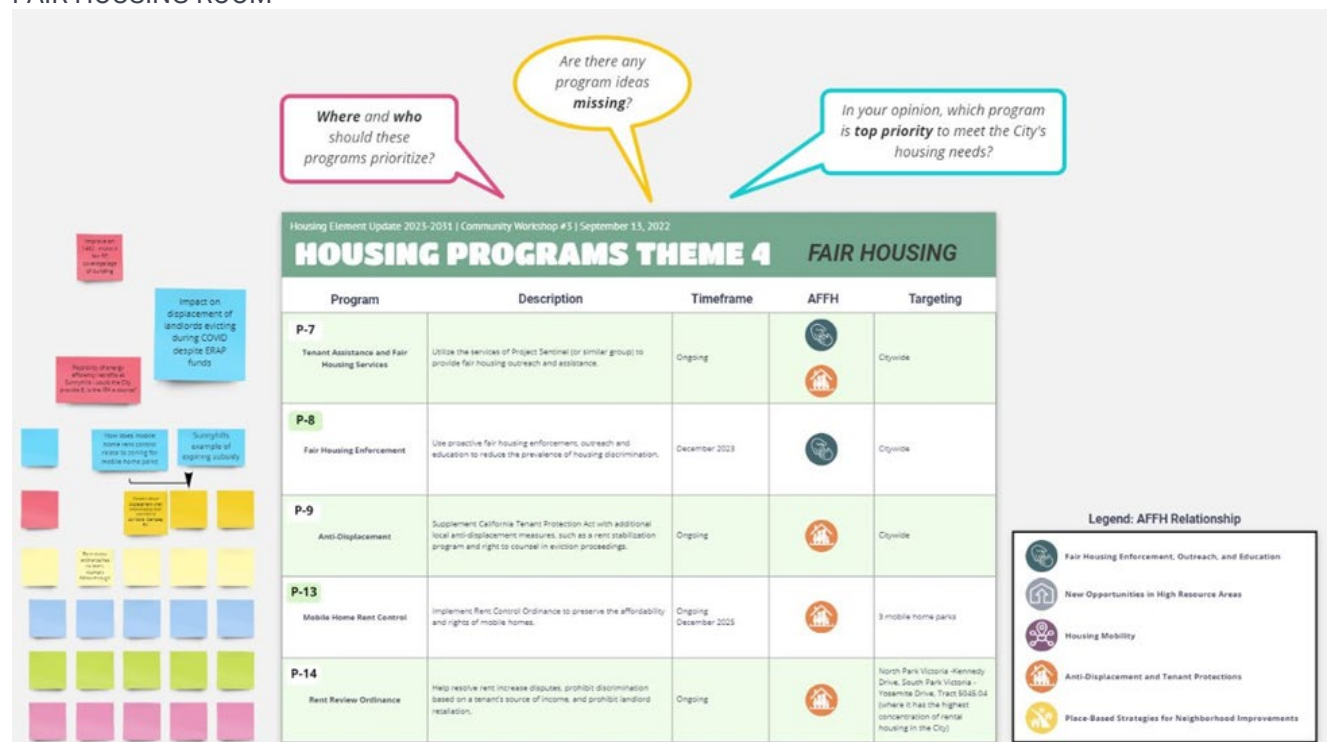 FAIR HOUSING ROOM
Are there any
program ideas
missing?
Where and who
should these
programs prioritize?
In your opinion, which program
is top priority to meet the City's
housing needs?
Housing Element Update 2023-2031 | Community Workshop #3 | September 13, 2022
HOUSING PROGRAMS THEME 4 FAIR HOUSING
Program Description Timeframe AFFH Targeting
P-7
Tenant Assistance and Fair
Housing Services
Utilize the services of Project Sentinel (or similar group) to
provide fair housing outreach and assistance.
Ongoing
Citywide
P-8
Fair Housing Enforcement
Use proactive fair housing enforcement, outreach and
education to reduce the prevalence of housing discrimination.
December 2023
Citywide
P-9
Anti-Displacement
Supplement California Tenant Protection Act with additional
local anti-displacement measures, such as a rent stabilization
program and right to counsel in eviction proceedings.
Ongoing
Citywide
P-13
Mobile Home Rent Control
Implement Rent Control Ordinance to preserve the affordability
and rights of mobile homes.
Ongoing
December 2025
3 mobile home parks
P-14
Rent Review Ordinance
Help resolve rent increase disputes, prohibit discrimination
based on a tenant's source of income, and prohibit landlord
retaliation.
Ongoing
North Park Victoria -Kennedy
Drive, South Park Victoria -
Yosemite Drive, Tract 5045.04
(where it has the highest
concentration of rental
housing in the City)
Impact on
displacement of
landlords evicting
during COVID
despite ERAP
funds
How does mobile
home rent control
relate to zoning for
mobile home parks
Sunnyhills
example of
expiring subsidy
Legend: AFFH Relationship
Fair Housing Enforcement, Outreach, and Education
New Opportunities in High Resource Areas
Housing Mobility
Anti-Displacement and Tenant Protections
Place-Based Strategies for Neighborhood Improvements